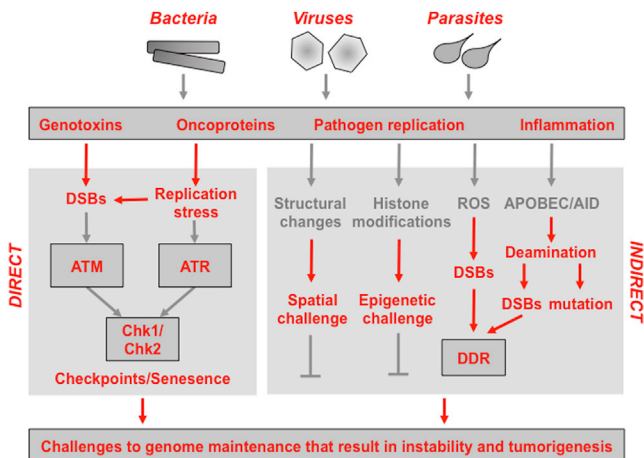 Bacteria Viruses Parasites
Genotoxins Oncoproteins Pathogen replication Inflammation
DIRECT
DSBs Replication
stress
ATM ATR
Chk1/
Chk2
Checkpoints/Senesence
Structural
changes
Histone
modifications
ROS APOBEC/AID
Deamination
DSBs
Spatial
challenge
Epigenetic
challenge
DSBs mutation
DDR
INDIRECT
Challenges to genome maintenance that result in instability and tumorigenesis